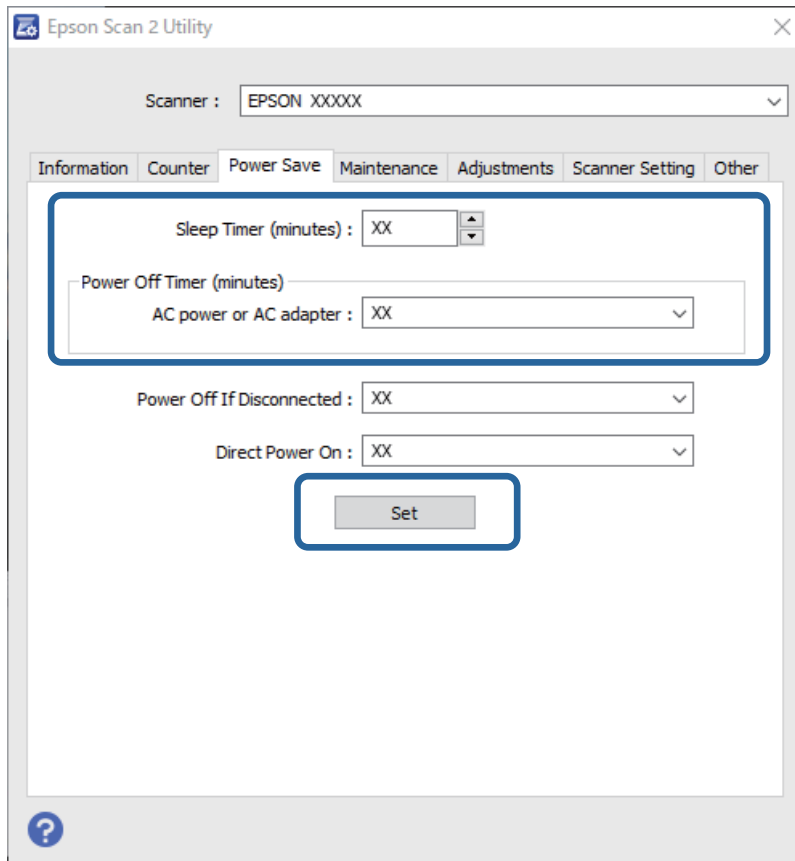 Epson Scan 2 Utility
Scanner : EPSON XXXXX
Information Counter Power Save Maintenance Adjustments Scanner Setting Other
Sleep Timer (minutes) : XX
Power Off Timer (minutes)
AC power or AC adapter : XX
Power Off If Disconnected : XX
Direct Power On : XX
Set
?